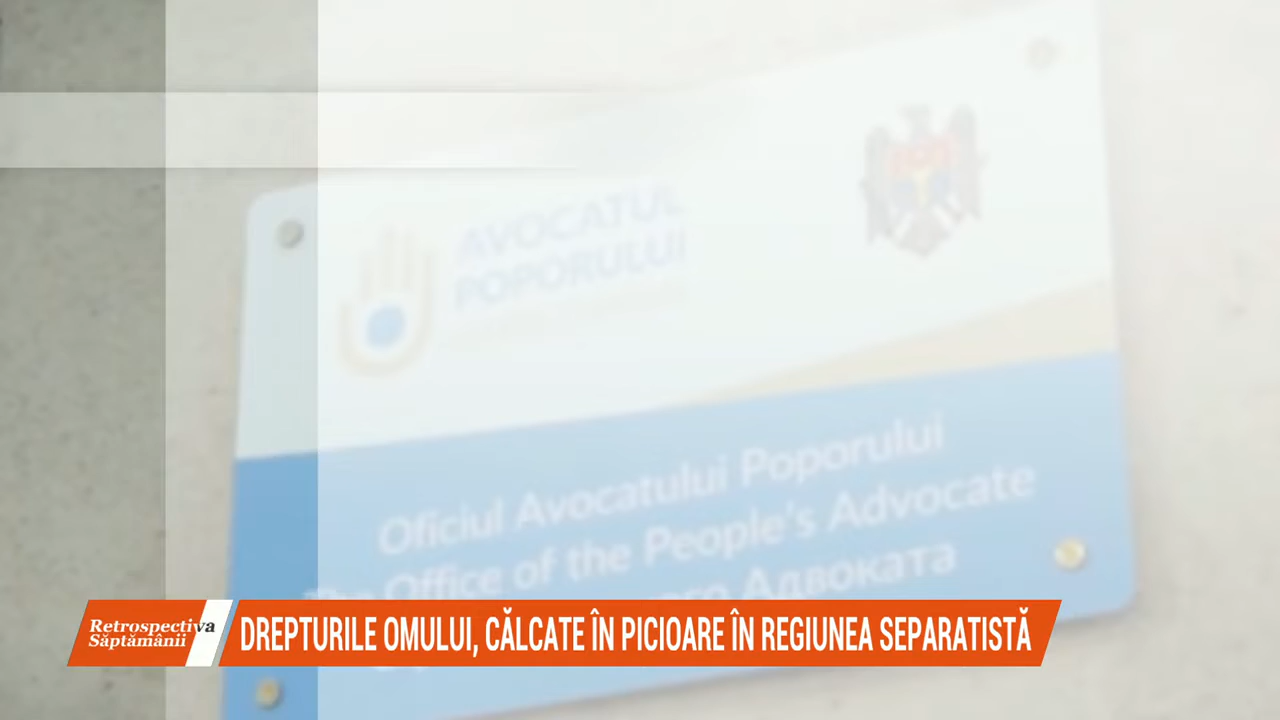 AVOCATUL
POPORULUI
Oficiul Avocatului Poporului
The Office of the People's Advocate
Адвоката
Retrospectiva
Săptămânii
DREPTURILE OMULUI, CĂLCATE ÎN PICIOARE ÎN REGIUNEA SEPARATISTĂ